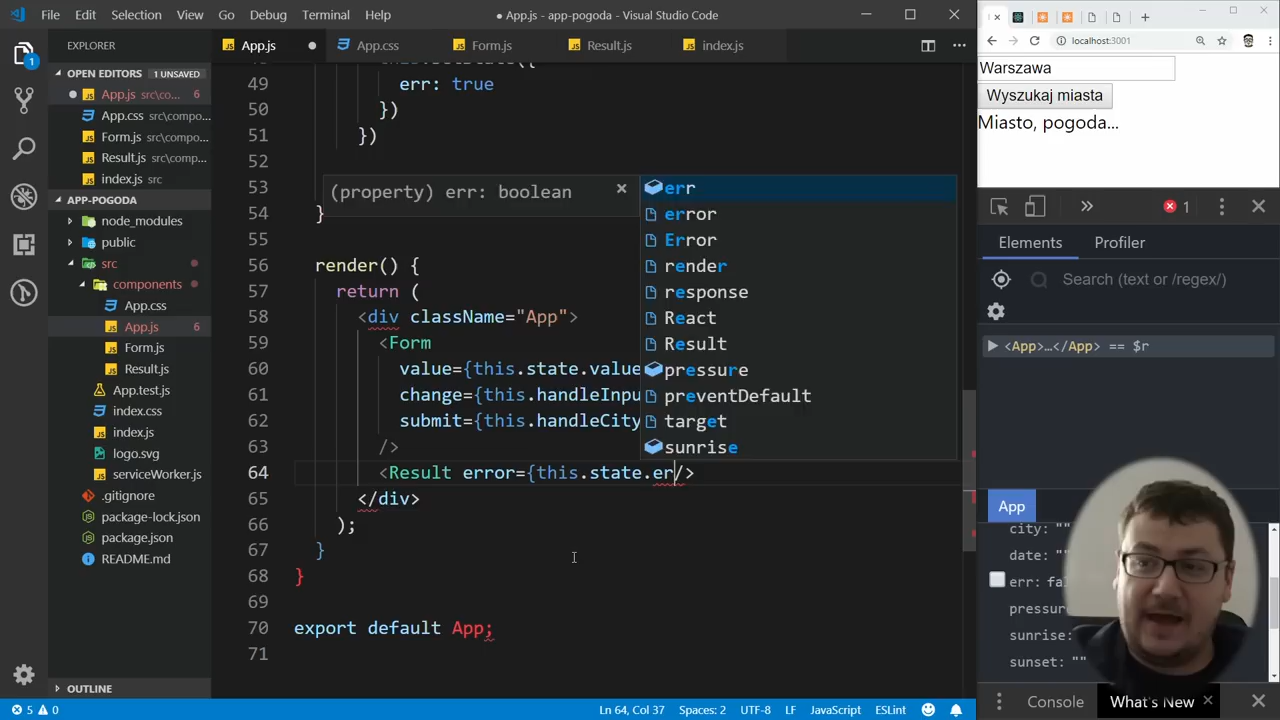 File Edit Selection View Go Debug Terminal Help
● App.js - app-pogoda - Visual Studio Code
EXPLORER
OPEN EDITORS 1 UNSAVED
● App.js src\co... 6
App.css src\compo...
Form.js src\compo...
Result.js src\comp...
index.js src
APP-POGODA
node_modules
public
src
components
App.css
App.js 6
Form.js
Result.js
App.test.js
index.css
index.js
logo.svg
serviceWorker.js
.gitignore
package-lock.json
package.json
README.md
OUTLINE
App.js ● App.css Form.js Result.js index.js
49 err: true
50 })
51 })
52
53
54 }
55
56 render() {
57 return (
58 <div className="App">
59 <Form
60 value={this.state.value
61 change={this.handleInpu
62 submit={this.handleCity
63 />
64 <Result error={this.state.er/>
65 </div>
66 );
67 }
68 }
69
70 export default App;
71
(property) err: boolean
err
error
Error
render
response
React
Result
pressure
preventDefault
target
sunrise
5 0
Ln 64, Col 37 Spaces: 2 UTF-8 LF JavaScript ESLint
localhost:3001
Warszawa
Wyszukaj miasta
Miasto, pogoda...
1
Elements Profiler
Search (text or /regex/)
<App>…</App> == $r
App
city: ""
date: ""
err: fa
pressure
sunrise:
sunset: ""
Console What's New